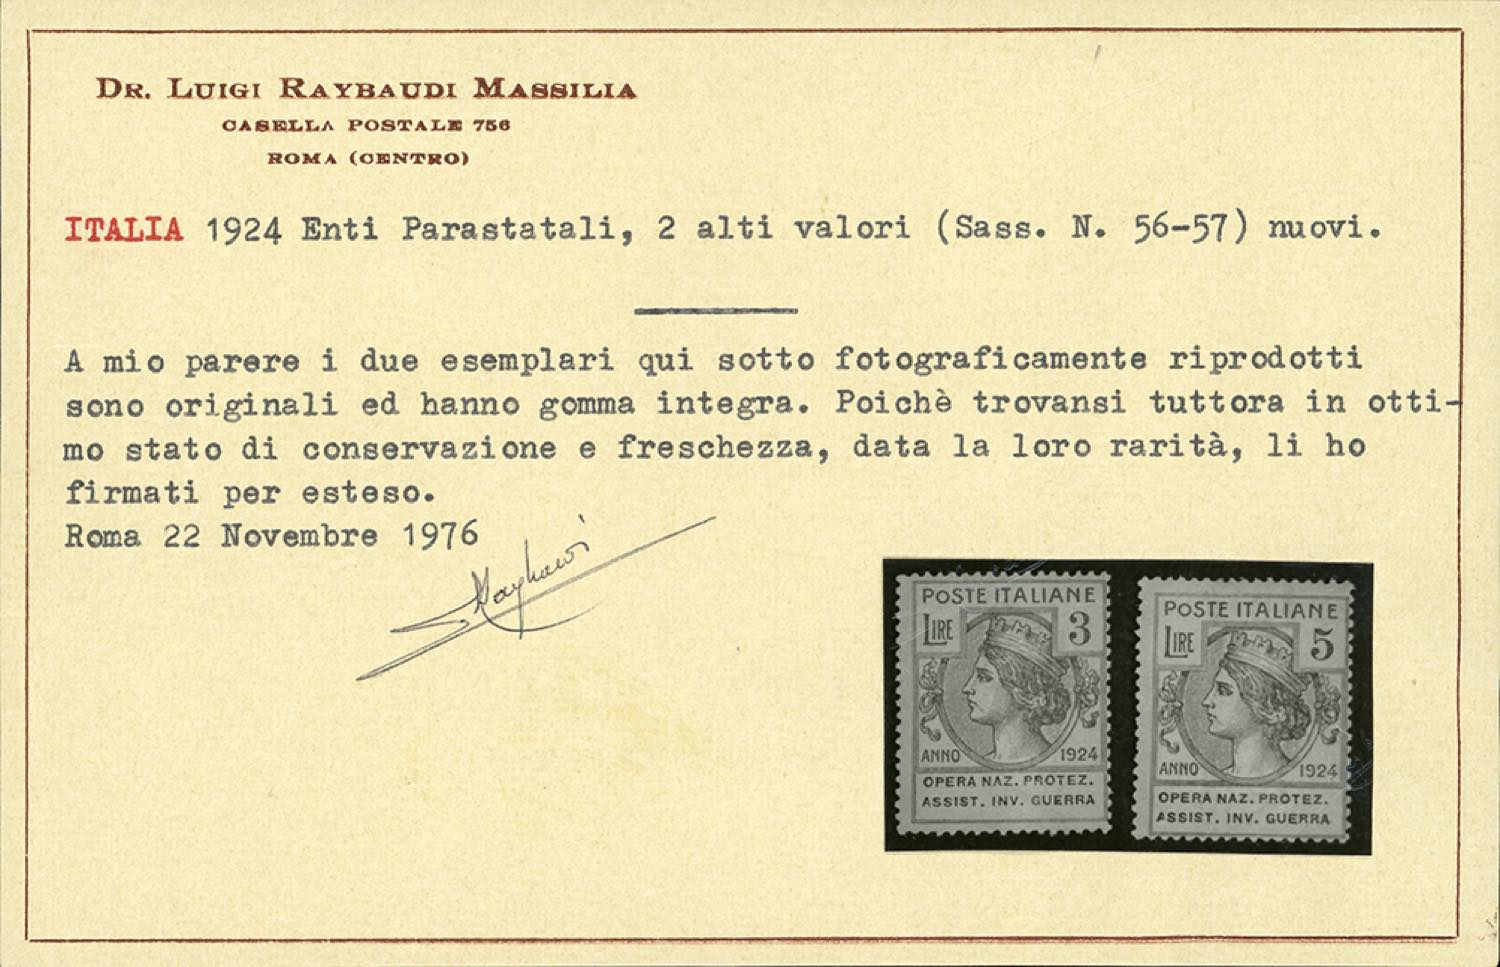 DR. LUIGI RAYBAUDI MASSILIA
CASELLA POSTALE 756
ROMA (CENTRO)
ITALIA 1924 Enti Parastatali, 2 alti valori (Sass. N. 56-57) nuovi.
A mio parere i due esemplari qui sotto fotograficamente riprodotti
sono originali ed hanno gomma integra. Poichè trovansi tuttora in otti-
mo stato di conservazione e freschezza, data la loro rarità, li ho
firmati per esteso.
Roma 22 Novembre 1976
POSTE ITALIANE
LIRE 3
ANNO 1924
OPERA NAZ. PROTEZ.
ASSIST. INV. GUERRA
POSTE ITALIANE
LIRE 5
ANNO 1924
OPERA NAZ. PROTEZ.
ASSIST. INV. GUERRA